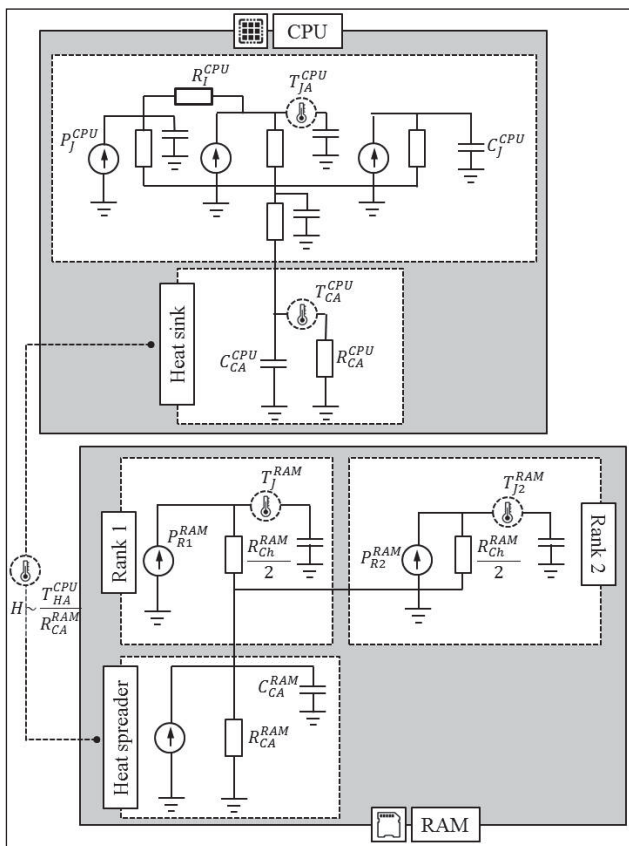 CPU
R_I^{CPU}
T_{JA}^{CPU}
P_J^{CPU}
C_J^{CPU}
Heat sink
T_{CA}^{CPU}
C_{CA}^{CPU}
R_{CA}^{CPU}
Rank 1
T_J^{RAM}
P_{R1}^{RAM}
R_{Ch}^{RAM}
2
T_{J2}^{RAM}
P_{R2}^{RAM}
R_{Ch}^{RAM}
2
Rank 2
H~
T_{HA}^{CPU}
R_{CA}^{RAM}
Heat spreader
C_{CA}^{RAM}
R_{CA}^{RAM}
RAM